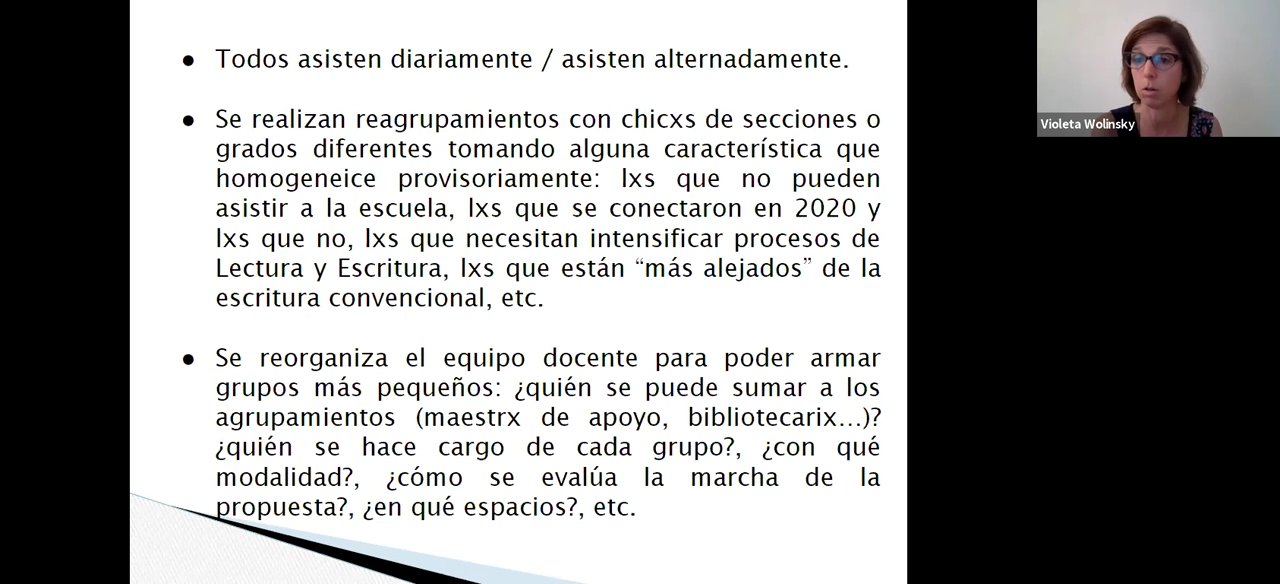 ● Todos asisten diariamente / asisten alternadamente.
● Se realizan reagrupamientos con chicxs de secciones o
grados diferentes tomando alguna característica que
homogeneice provisoriamente: lxs que no pueden
asistir a la escuela, lxs que se conectaron en 2020 y
lxs que no, lxs que necesitan intensificar procesos de
Lectura y Escritura, lxs que están “más alejados” de la
escritura convencional, etc.
● Se reorganiza el equipo docente para poder armar
grupos más pequeños: ¿quién se puede sumar a los
agrupamientos (maestrx de apoyo, bibliotecarix...)?
¿quién se hace cargo de cada grupo?, ¿con qué
modalidad?, ¿cómo se evalúa la marcha de la
propuesta?, ¿en qué espacios?, etc.
Violeta Wolinsky